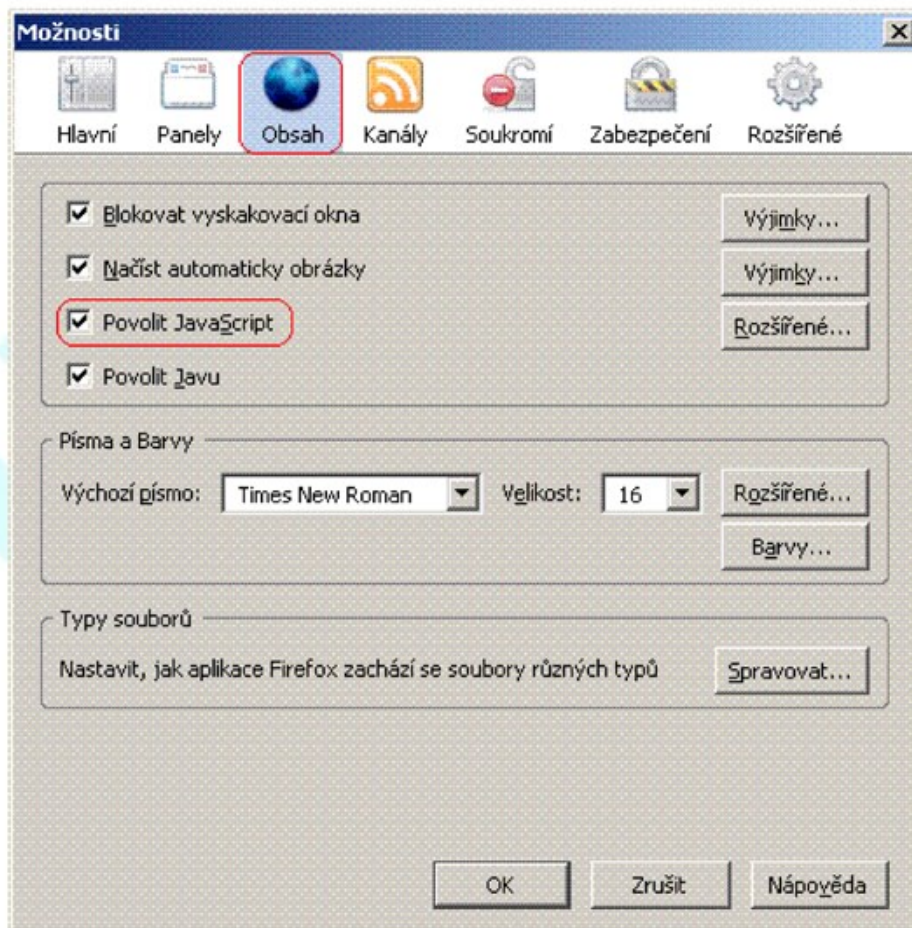 Možnosti
Hlavní Panely Obsah Kanály Soukromí Zabezpečení Rozšířené
Blokovat vyskakovací okna Výjimky...
Načíst automaticky obrázky Výjimky...
Povolit JavaScript Rozšířené...
Povolit Javu
Písma a Barvy
Výchozí písmo: Times New Roman Velikost: 16 Rozšířené...
Barvy...
Typy souborů
Nastavit, jak aplikace Firefox zachází se soubory různých typů Spravovat...
OK Zrušit Nápověda